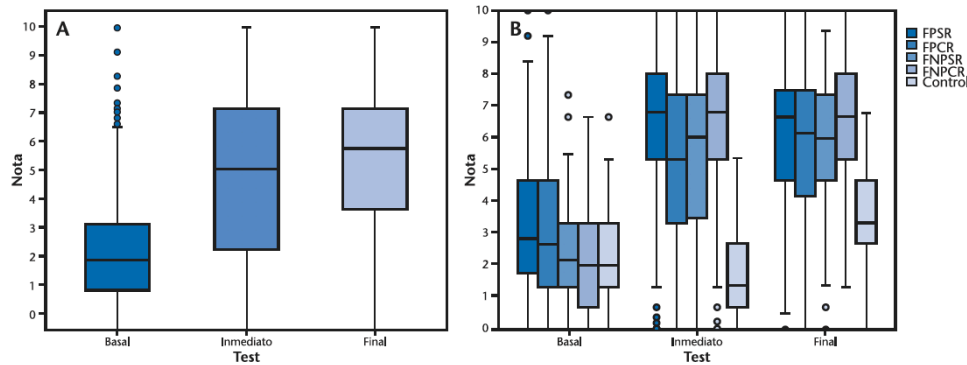 A
Nota
10
9
8
7
6
5
4
3
2
1
0
Basal
Inmediato
Final
Test
B
Nota
10
9
8
7
6
5
4
3
2
1
0
Basal
Inmediato
Final
Test
FPSR
FPCR
FNPSR
FNPCR
Control